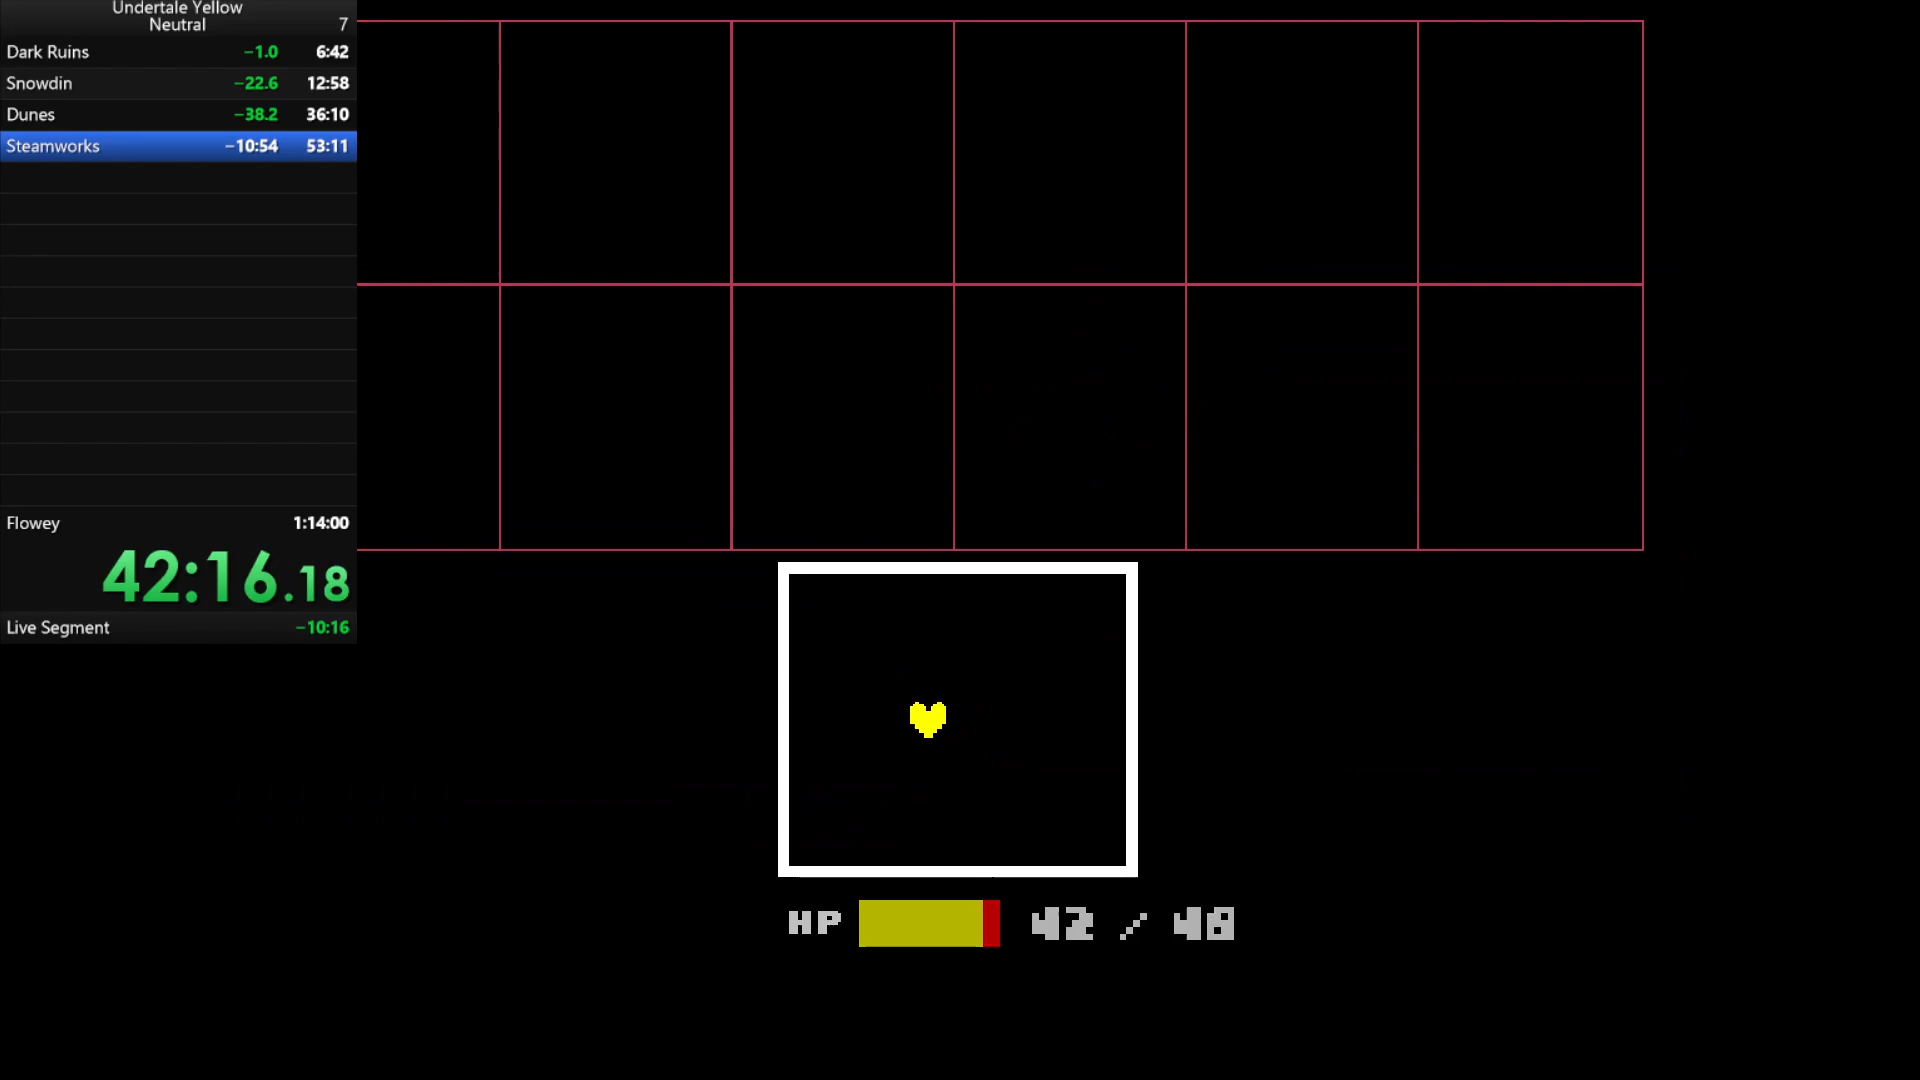 Undertale Yellow
Neutral 7
Dark Ruins −1.0 6:42
Snowdin −22.6 12:58
Dunes −38.2 36:10
Steamworks −10:54 53:11
Flowey 1:14:00
42:16.18
Live Segment −10:16
HP 42 / 48